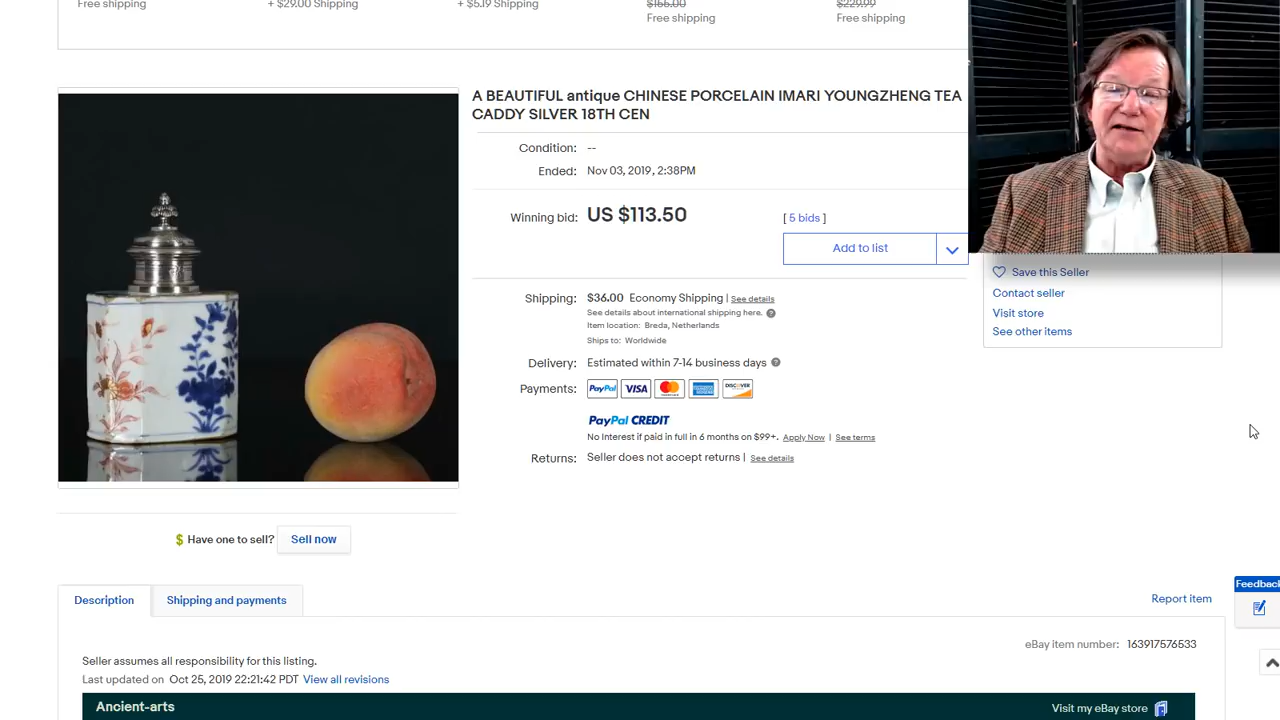 Free shipping
+ $29.00 Shipping
+ $5.19 Shipping
Free shipping
Free shipping
A BEAUTIFUL antique CHINESE PORCELAIN IMARI YOUNGZHENG TEA
CADDY SILVER 18TH CEN
Condition: --
Ended: Nov 03, 2019, 2:38PM
Winning bid: US $113.50 [ 5 bids ]
Add to list
Shipping: $36.00 Economy Shipping | See details
See details about international shipping here.
Item location: Breda, Netherlands
Ships to: Worldwide
Delivery: Estimated within 7-14 business days
Payments: PayPal VISA MasterCard AMERICAN EXPRESS DISCOVER
PayPal CREDIT
No Interest if paid in full in 6 months on $99+. Apply Now | See terms
Returns: Seller does not accept returns | See details
Save this Seller
Contact seller
Visit store
See other items
$ Have one to sell? Sell now
Feedback
Description
Shipping and payments
Report item
eBay item number: 163917576533
Seller assumes all responsibility for this listing.
Last updated on Oct 25, 2019 22:21:42 PDT View all revisions
Ancient-arts
Visit my eBay store